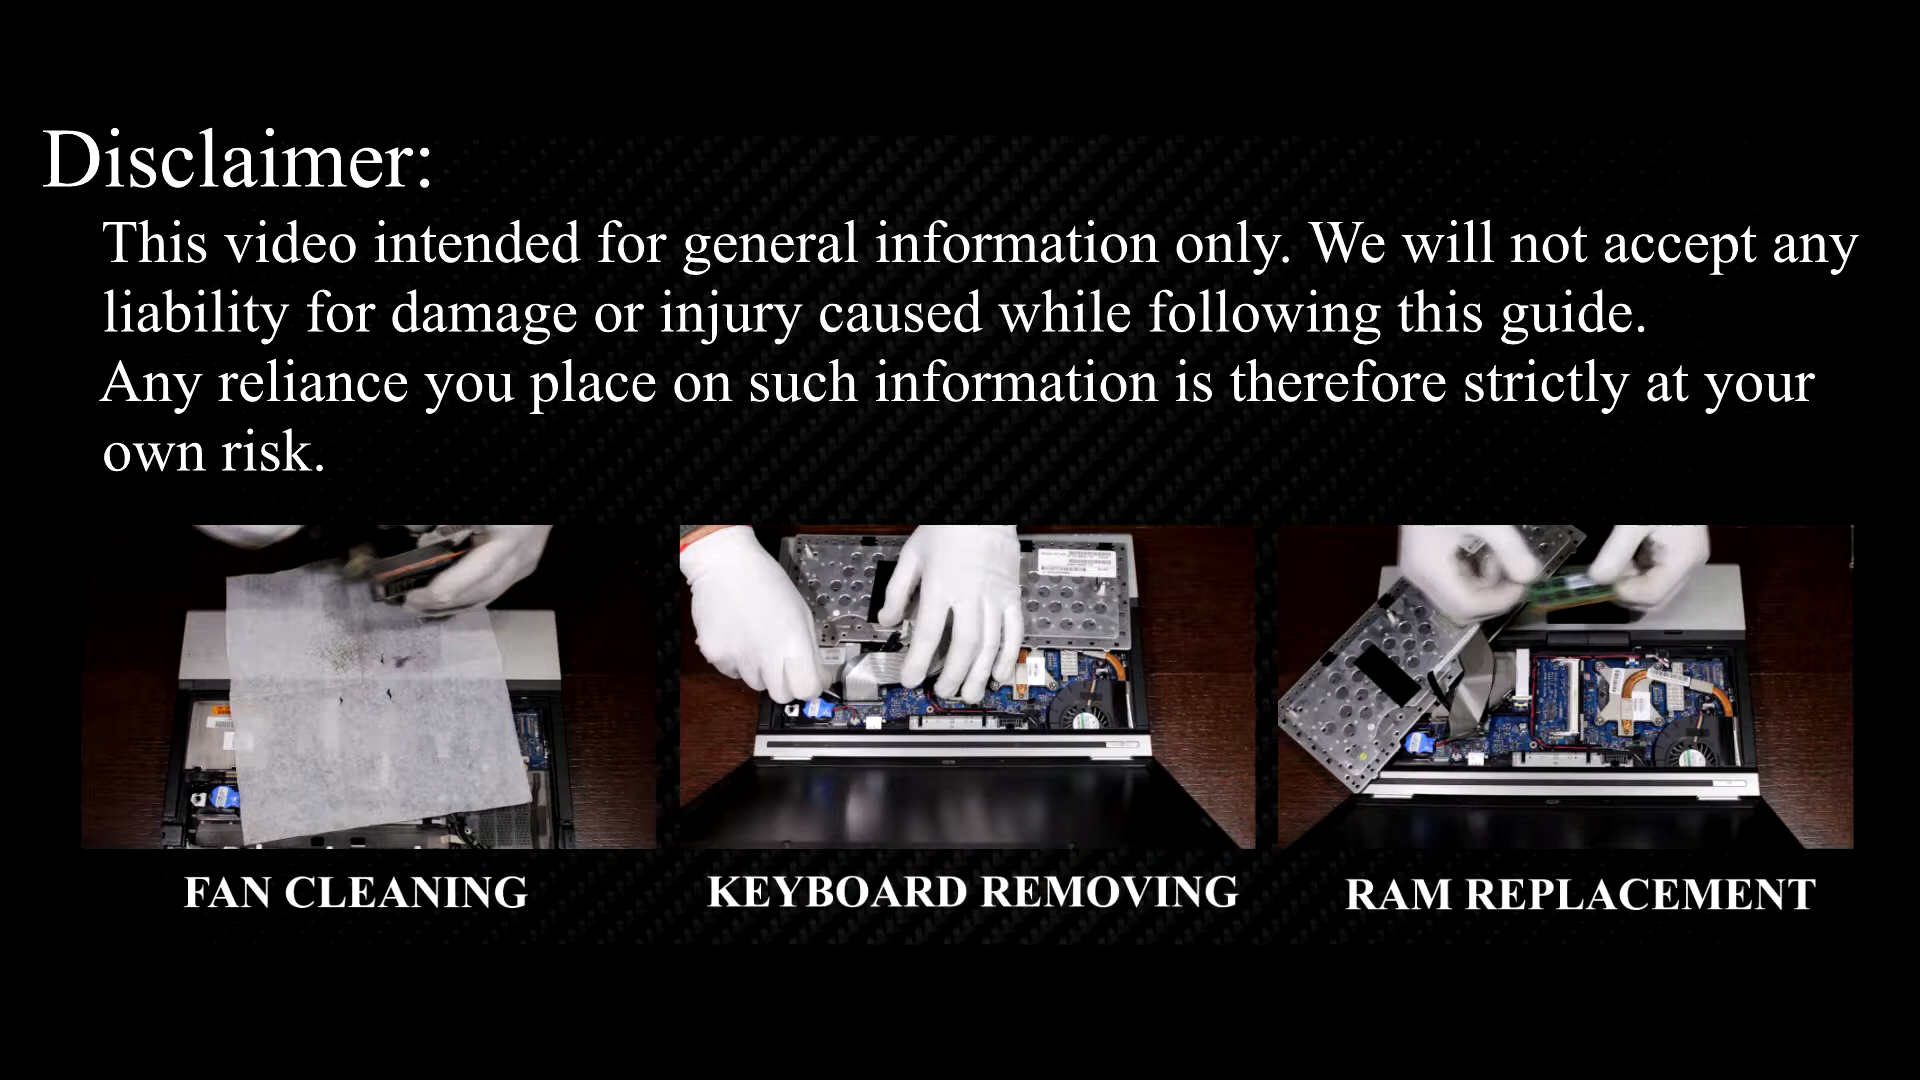 Disclaimer:
This video intended for general information only. We will not accept any
liability for damage or injury caused while following this guide.
Any reliance you place on such information is therefore strictly at your
own risk.
FAN CLEANING
KEYBOARD REMOVING
RAM REPLACEMENT